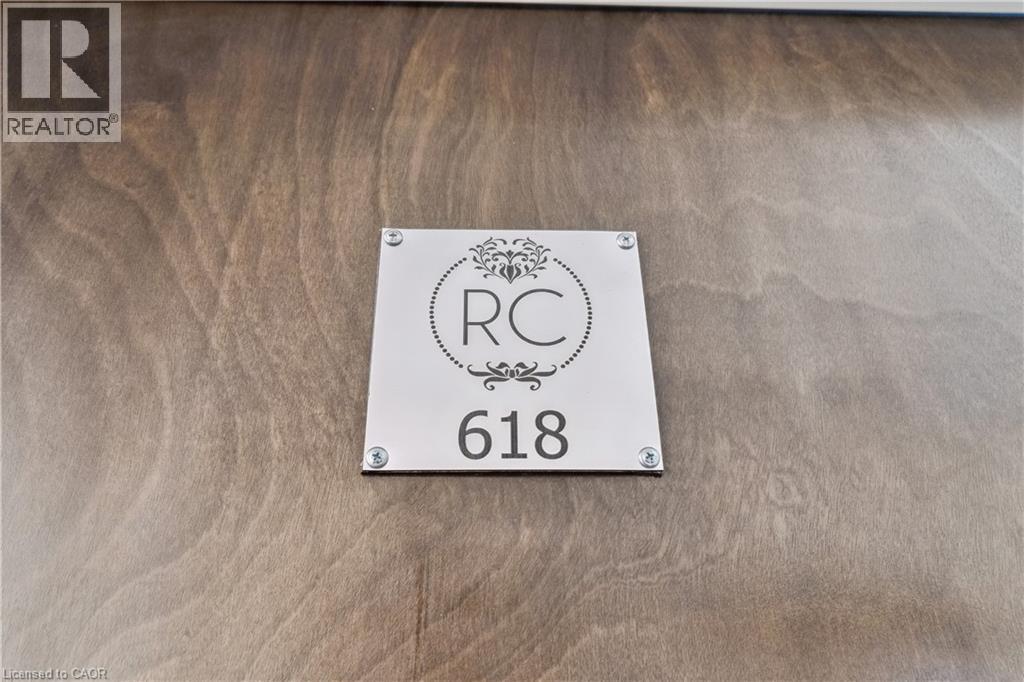 REALTOR®
RC
618
Licensed to CAOR